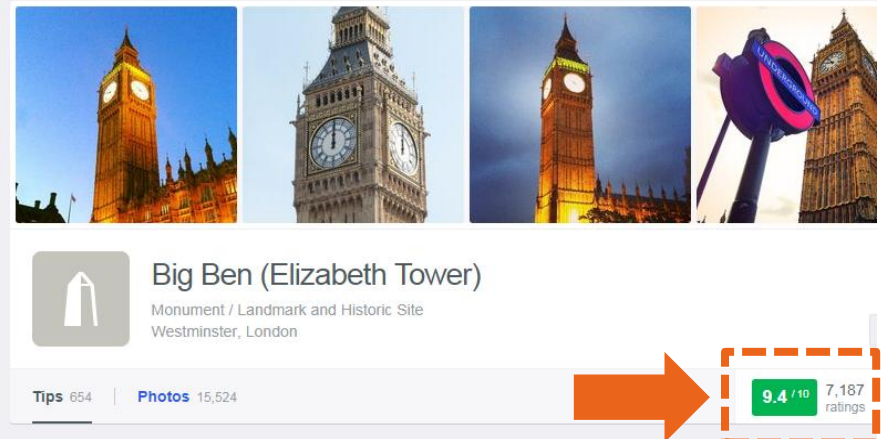 UNDERGROUND
Big Ben (Elizabeth Tower)
Monument / Landmark and Historic Site
Westminster, London
Tips 654 Photos 15,524
9.4 / 10
7,187
ratings